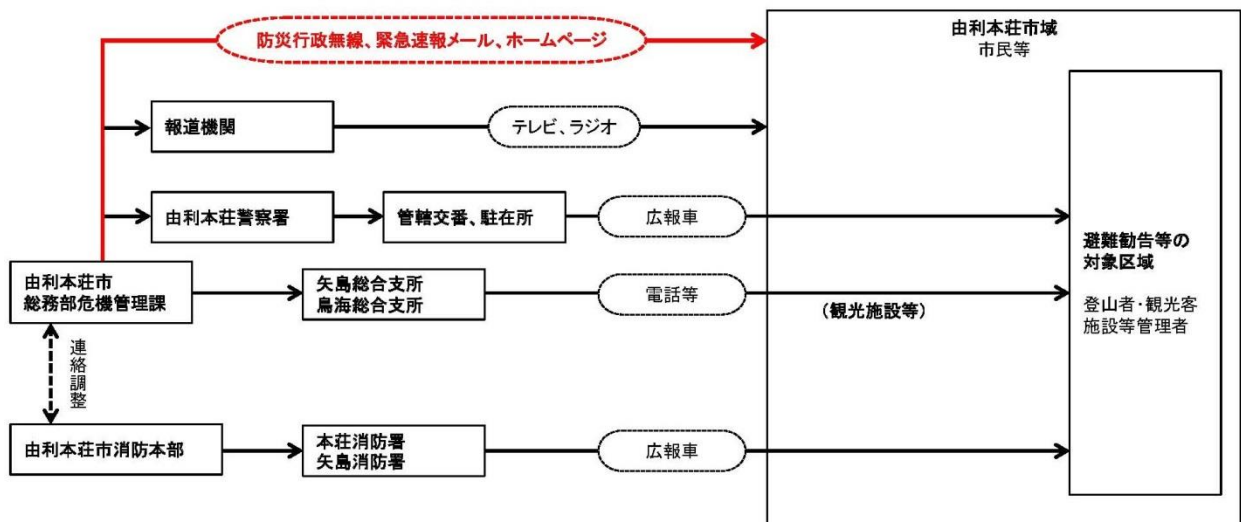 防災行政無線、緊急速報メール、ホームページ
由利本荘市域
市民等
報道機関
テレビ、ラジオ
由利本荘警察署
管轄交番、駐在所
広報車
避難勧告等の
対象区域
登山者・観光客
施設等管理者
由利本荘市
総務部危機管理課
矢島総合支所
鳥海総合支所
電話等
（観光施設等）
連絡調整
由利本荘市消防本部
本荘消防署
矢島消防署
広報車